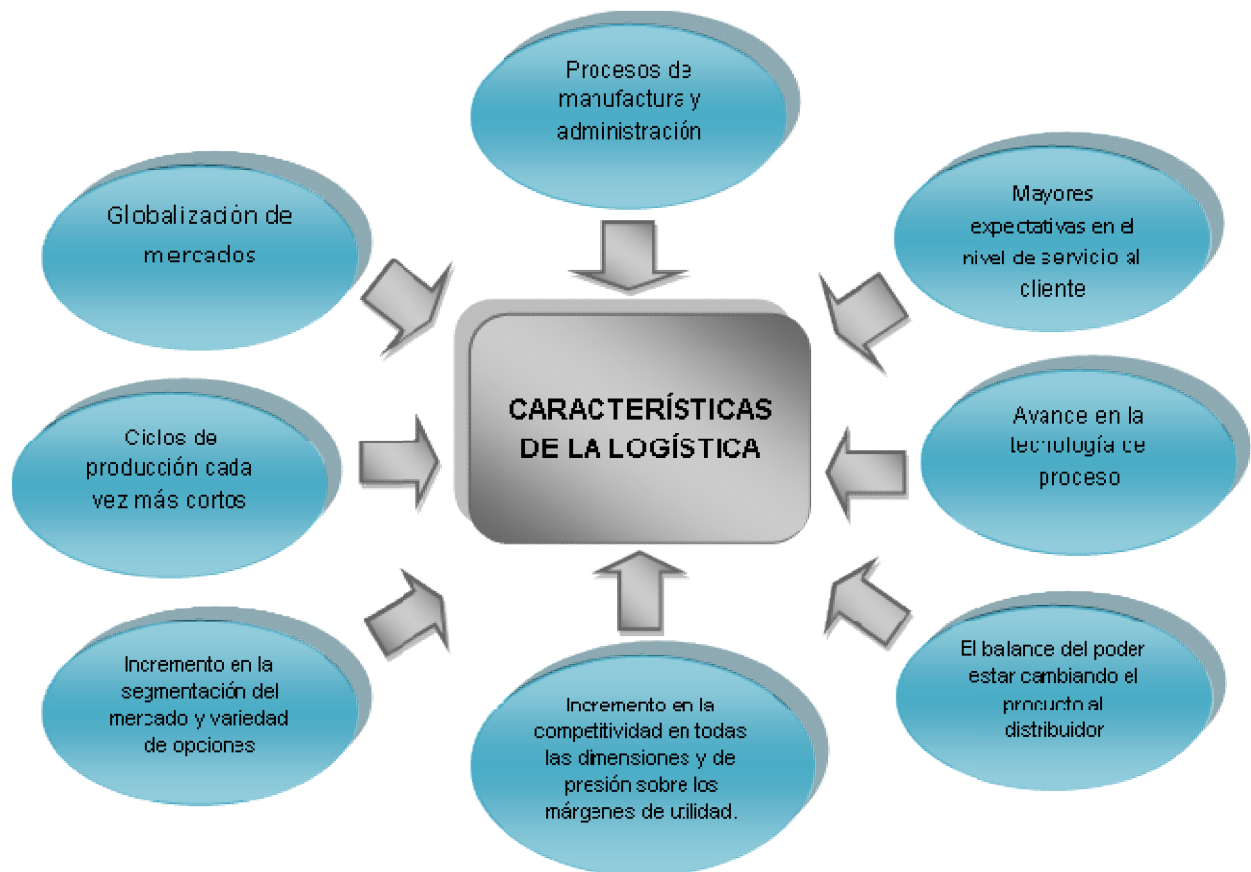 Procesos de
manufactura y
administración
Globalización de
mercados
Mayores
expectativas en el
nivel de servicio al
cliente
CARACTERÍSTICAS
DE LA LOGÍSTICA
Ciclos de
producción cada
vez más cortos
Avance en la
tecnología de
proceso
Incremento en la
segmentación del
mercado y variedad
de opciones
Incremento en la
competitividad en todas
las dimensiones y de
presión sobre los
márgenes de utilidad.
El balance del poder
estar cambiando el
producto al
distribuidor